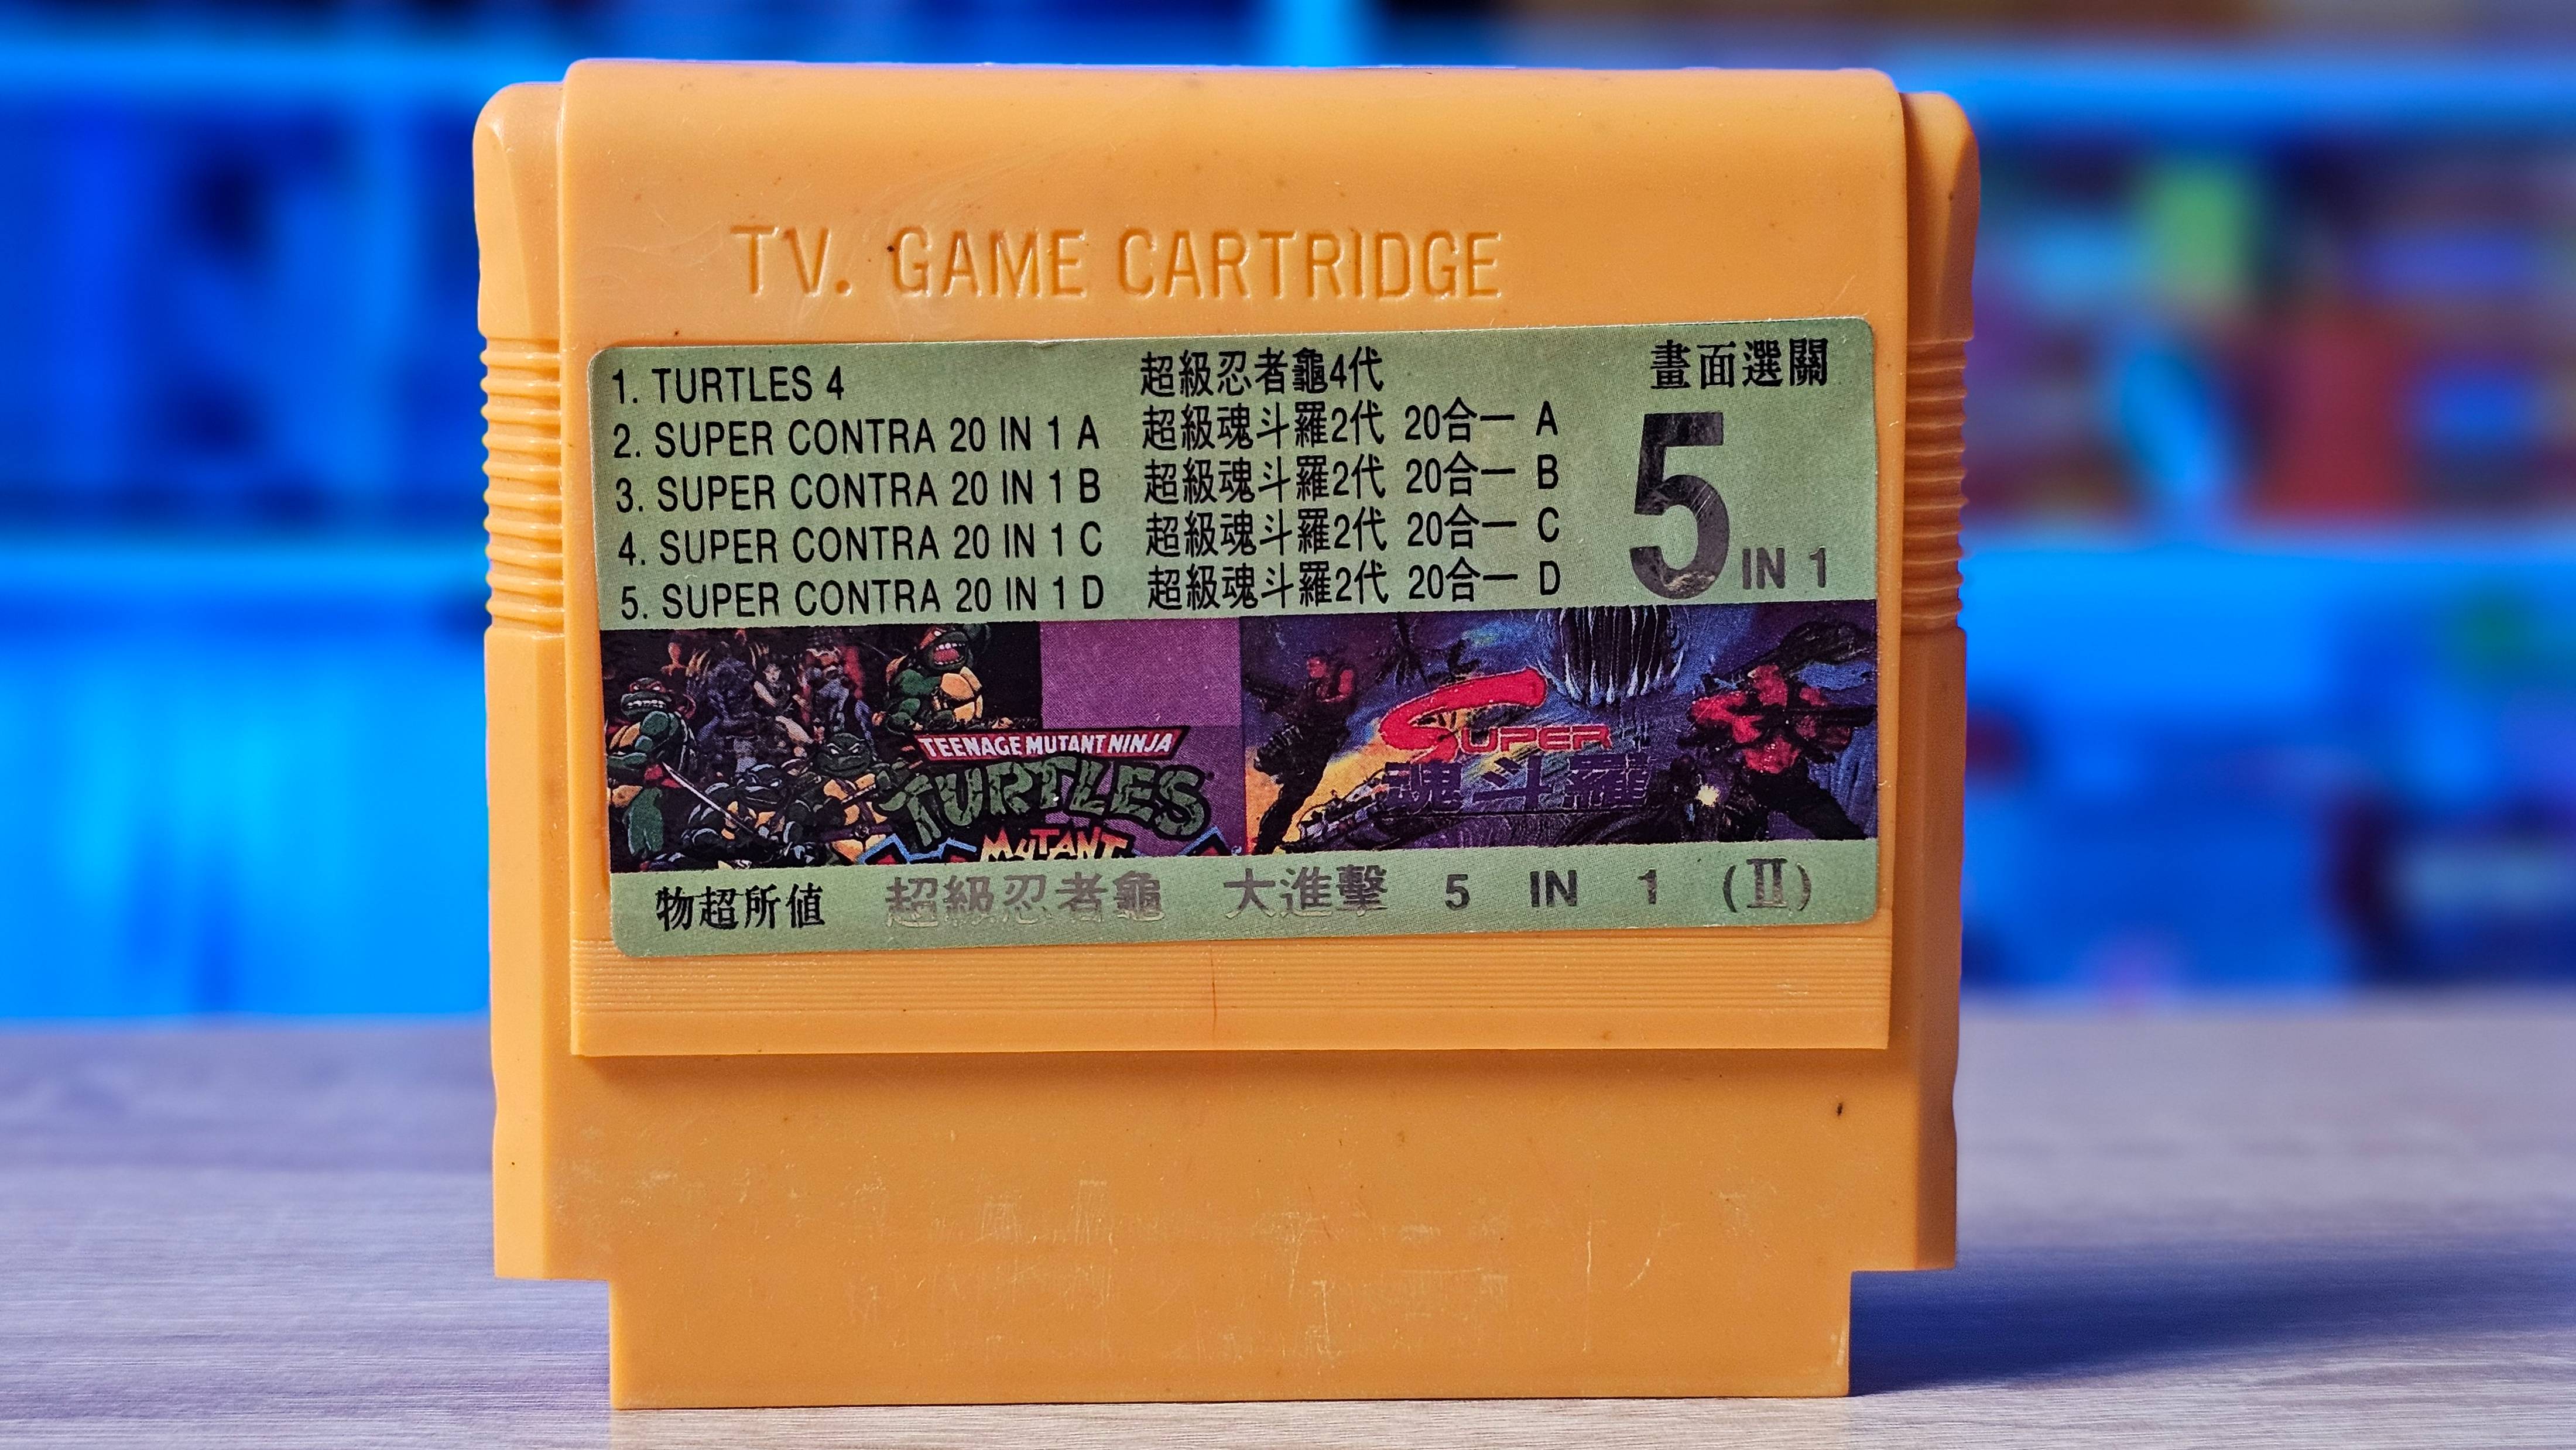 TV. GAME CARTRIDGE
1. TURTLES 4 超級忍者龜4代
2. SUPER CONTRA 20 IN 1 A 超級魂斗羅2代 20合一 A
3. SUPER CONTRA 20 IN 1 B 超級魂斗羅2代 20合一 B
4. SUPER CONTRA 20 IN 1 C 超級魂斗羅2代 20合一 C
5. SUPER CONTRA 20 IN 1 D 超級魂斗羅2代 20合一 D
畫面選關
5 IN 1
TEENAGE MUTANT NINJA
TURTLES
MUTANT
SUPER
魂斗羅
物超所值 超級忍者龜 大進擊 5 IN 1 (II)